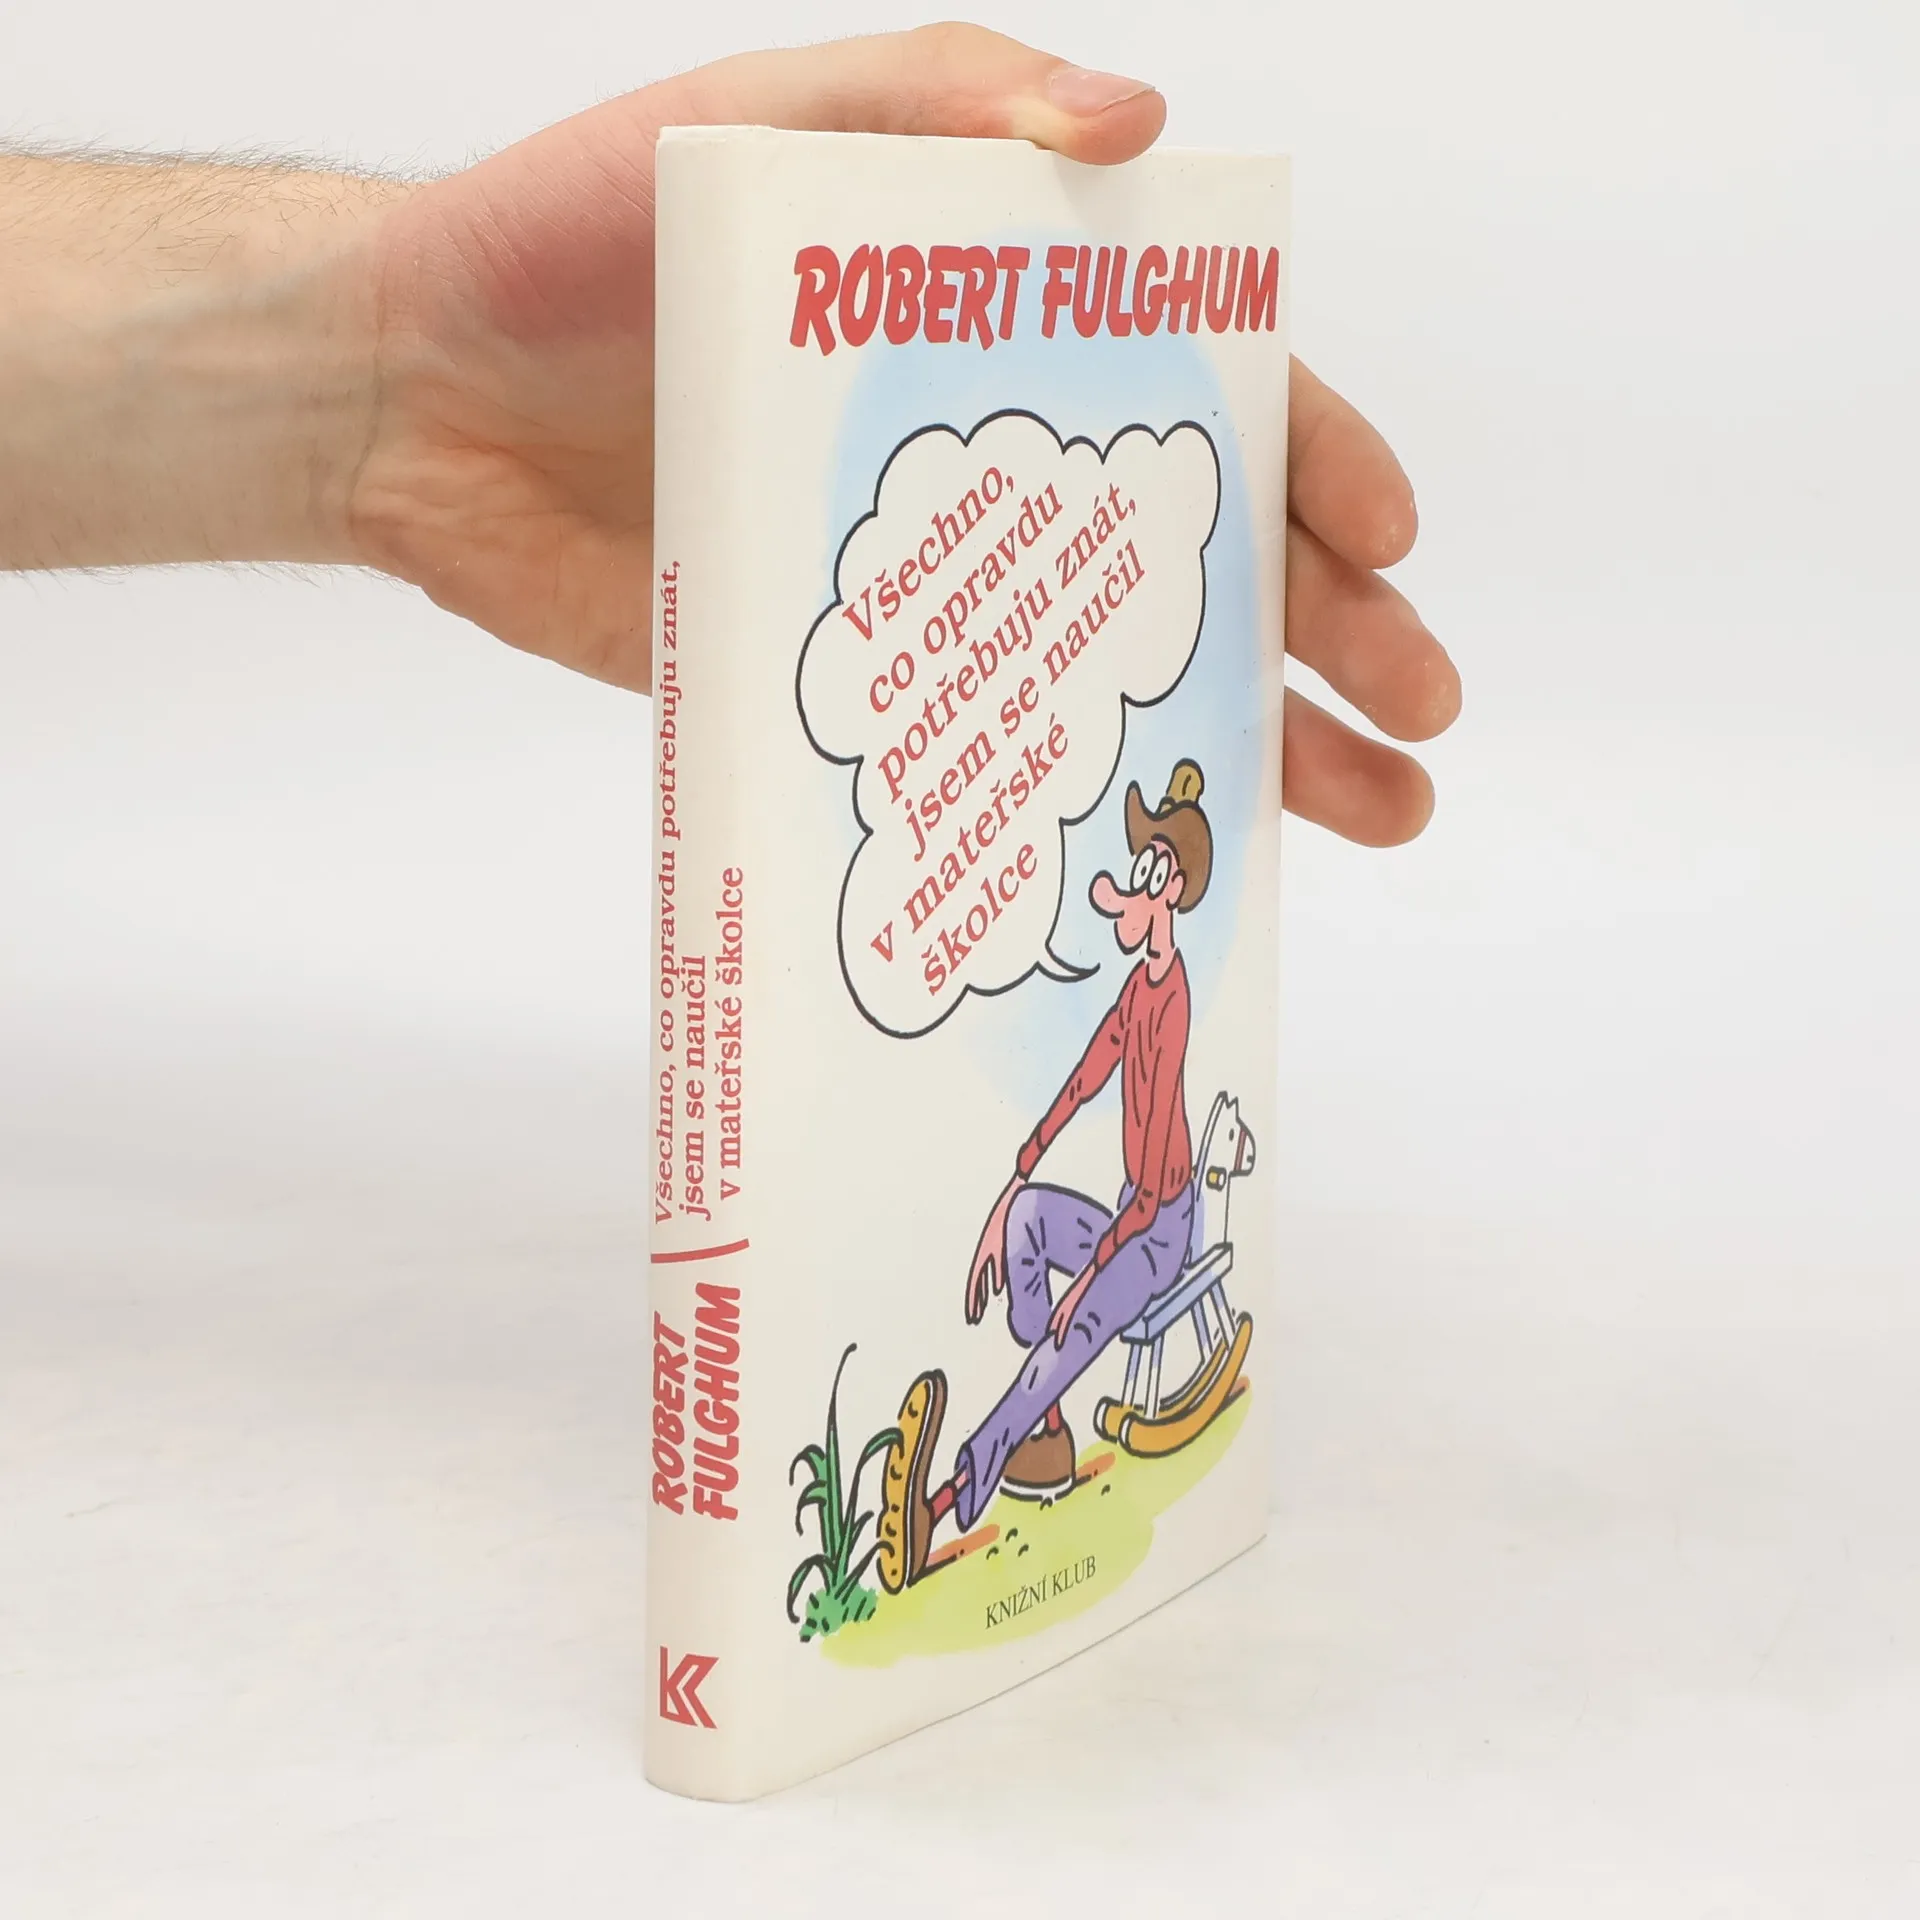 ROBERT FULGHUM
Všechno,
co opravdu
potřebuju znát,
jsem se naučil
v mateřské
školce
KNIŽNÍ KLUB
Všechno, co opravdu potřebuju znát,
jsem se naučil
v mateřské školce
ROBERT
FULGHUM